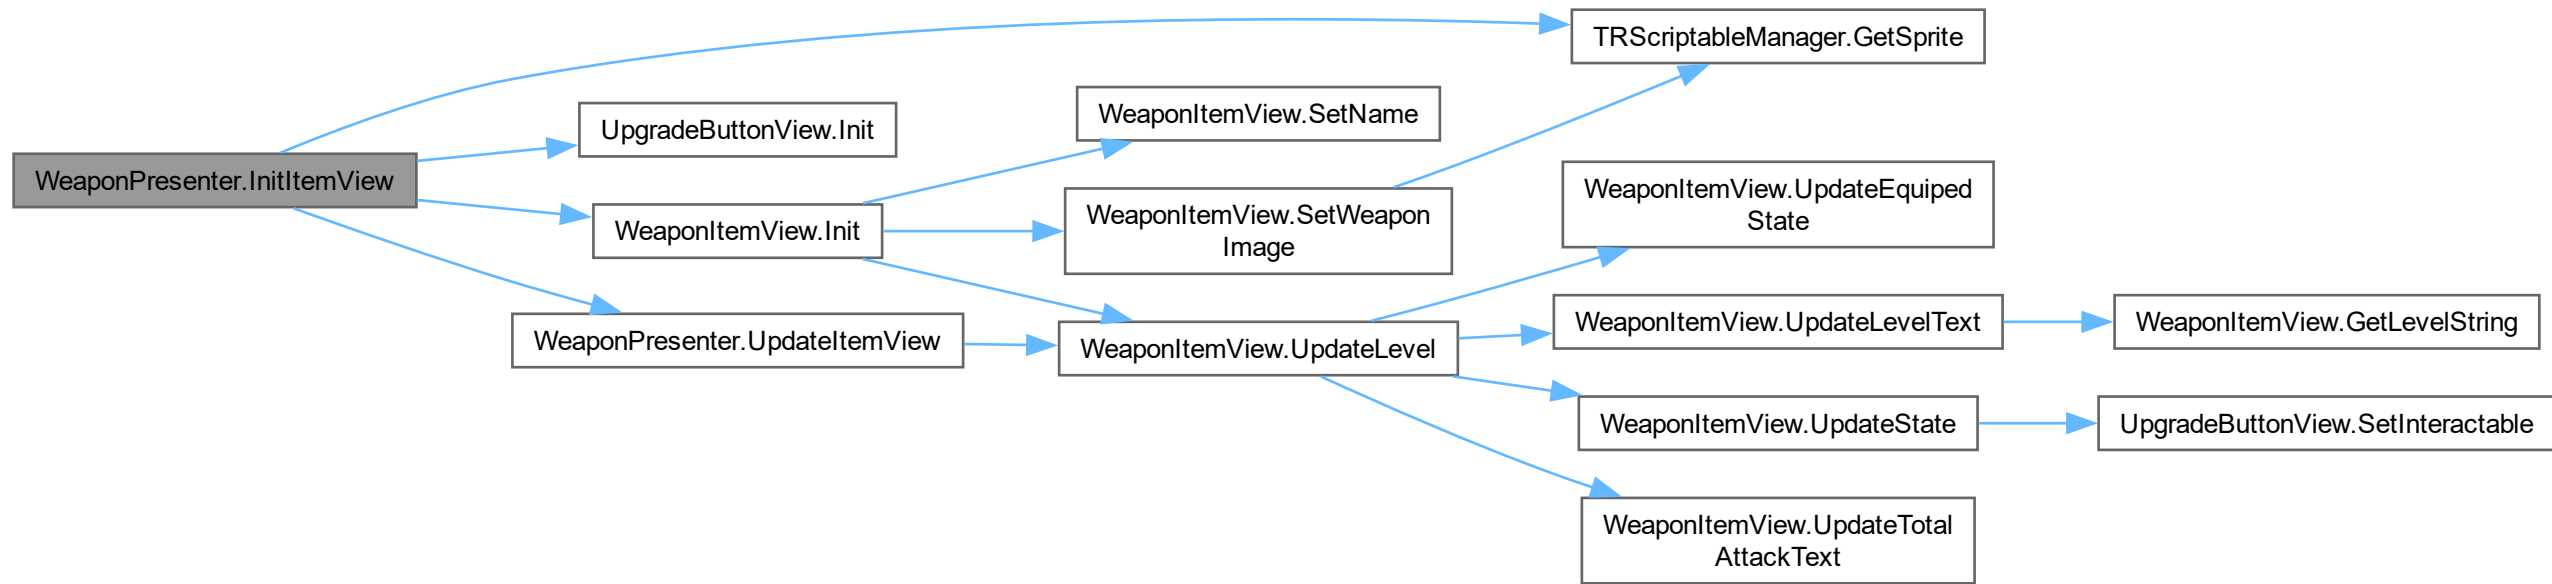 WeaponPresenter.InitItemView
TRScriptableManager.GetSprite
UpgradeButtonView.Init
WeaponItemView.Init
WeaponItemView.SetName
WeaponItemView.SetWeapon
Image
WeaponPresenter.UpdateItemView
WeaponItemView.UpdateLevel
WeaponItemView.UpdateEquiped
State
WeaponItemView.UpdateLevelText
WeaponItemView.GetLevelString
WeaponItemView.UpdateState
UpgradeButtonView.SetInteractable
WeaponItemView.UpdateTotal
AttackText